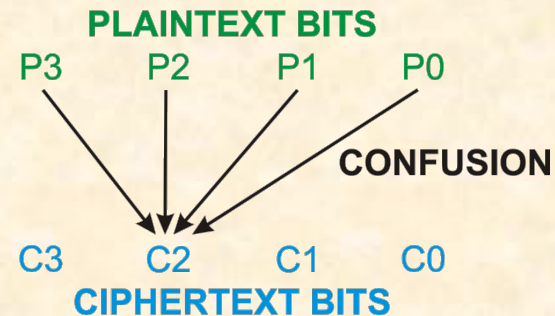 PLAINTEXT BITS
P3 P2 P1 P0
CONFUSION
C3 C2 C1 C0
CIPHERTEXT BITS